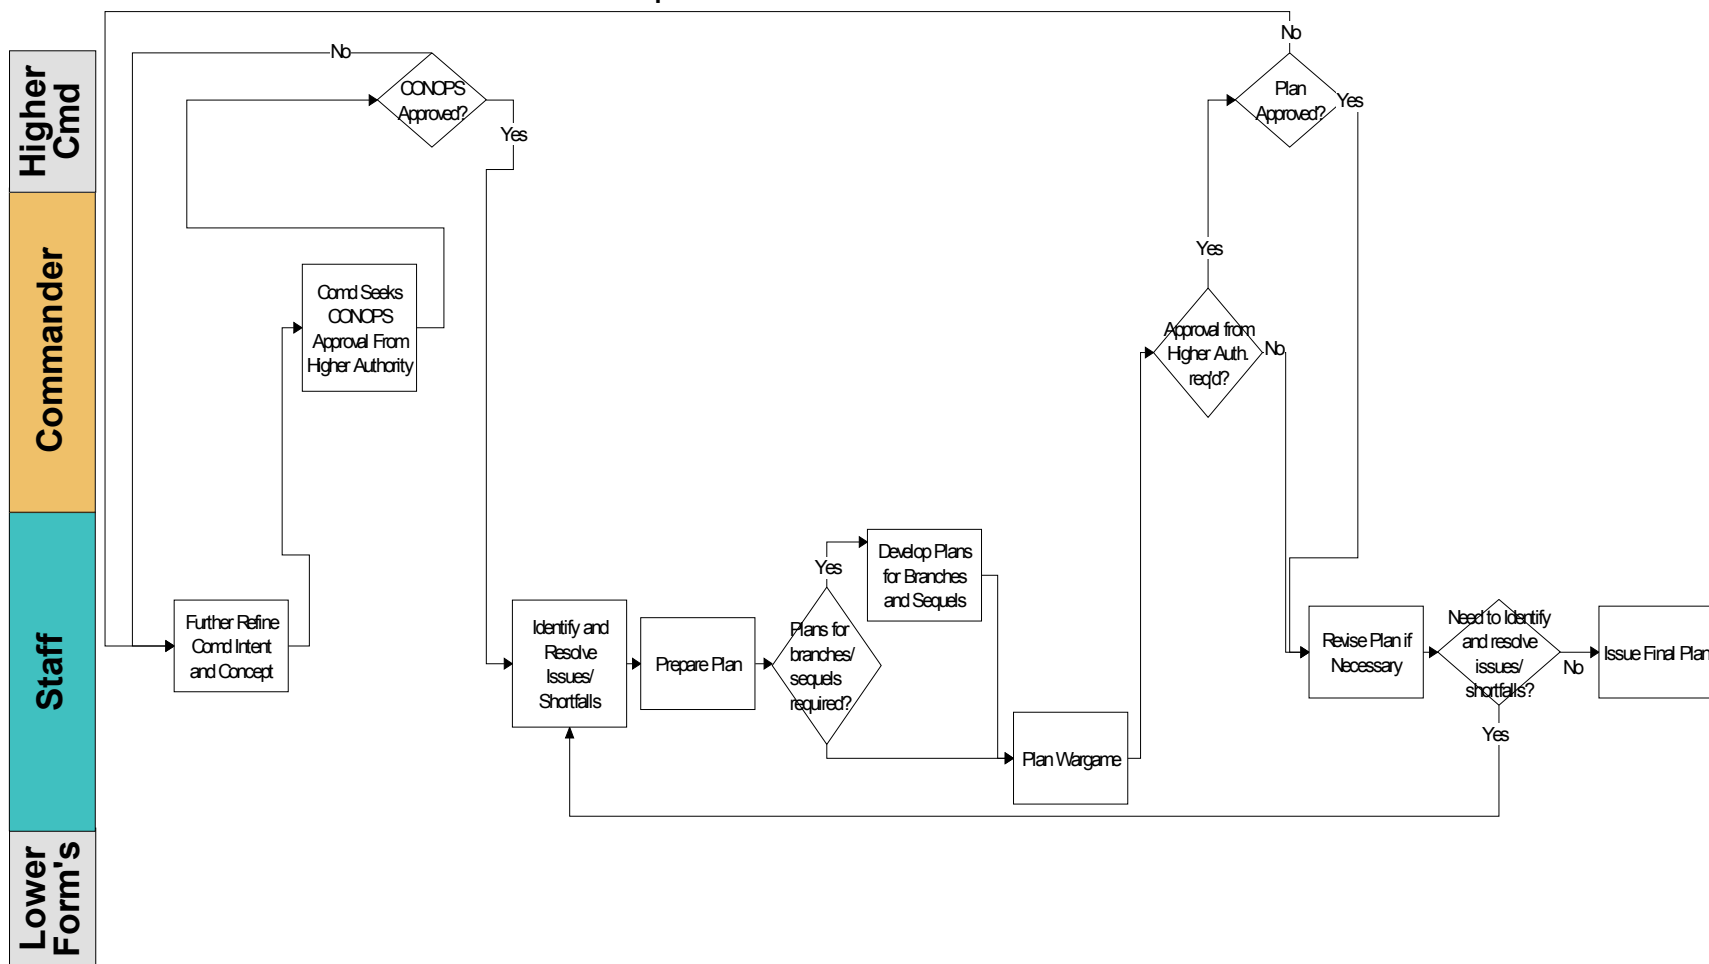 No
No
Higher
Cmd
CONOPS
Approved?
Yes
Plan
Approved?
Yes
Commander
Comd Seeks
CONOPS
Approval From
Higher Authority
Yes
Approval from
Higher Auth.
req'd?
No
Staff
Further Refine
Comd Intent
and Concept
Identify and
Resolve
Issues/
Shortfalls
Prepare Plan
Plans for
branches/
sequels
required?
Yes
Develop Plans
for Branches
and Sequels
Plan Wargame
Revise Plan if
Necessary
Need to Identify
and resolve
issues/
shortfalls?
No
Yes
Issue Final Plan
Lower
Form's